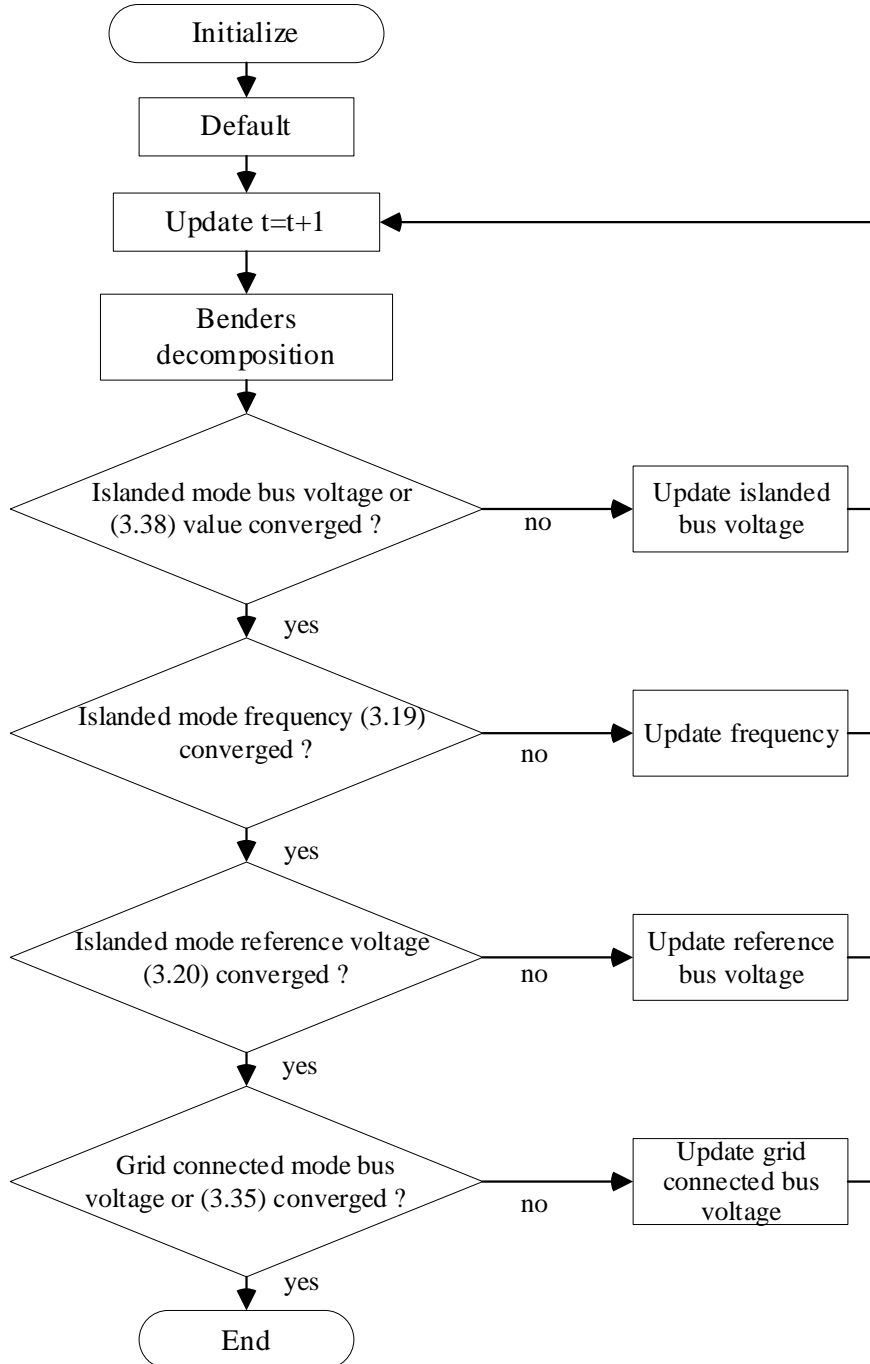 Initialize
Default
Update t=t+1
Benders
decomposition
Islanded mode bus voltage or
(3.38) value converged ?
no
Update islanded
bus voltage
yes
Islanded mode frequency (3.19)
converged ?
no
Update frequency
yes
Islanded mode reference voltage
(3.20) converged ?
no
Update reference
bus voltage
yes
Grid connected mode bus
voltage or (3.35) converged ?
no
Update grid
connected bus
voltage
yes
End